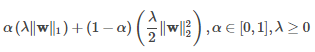 α (λ‖w‖₁) + (1 − α) (λ/2 ‖w‖₂²), α ∈ [0, 1], λ ≥ 0